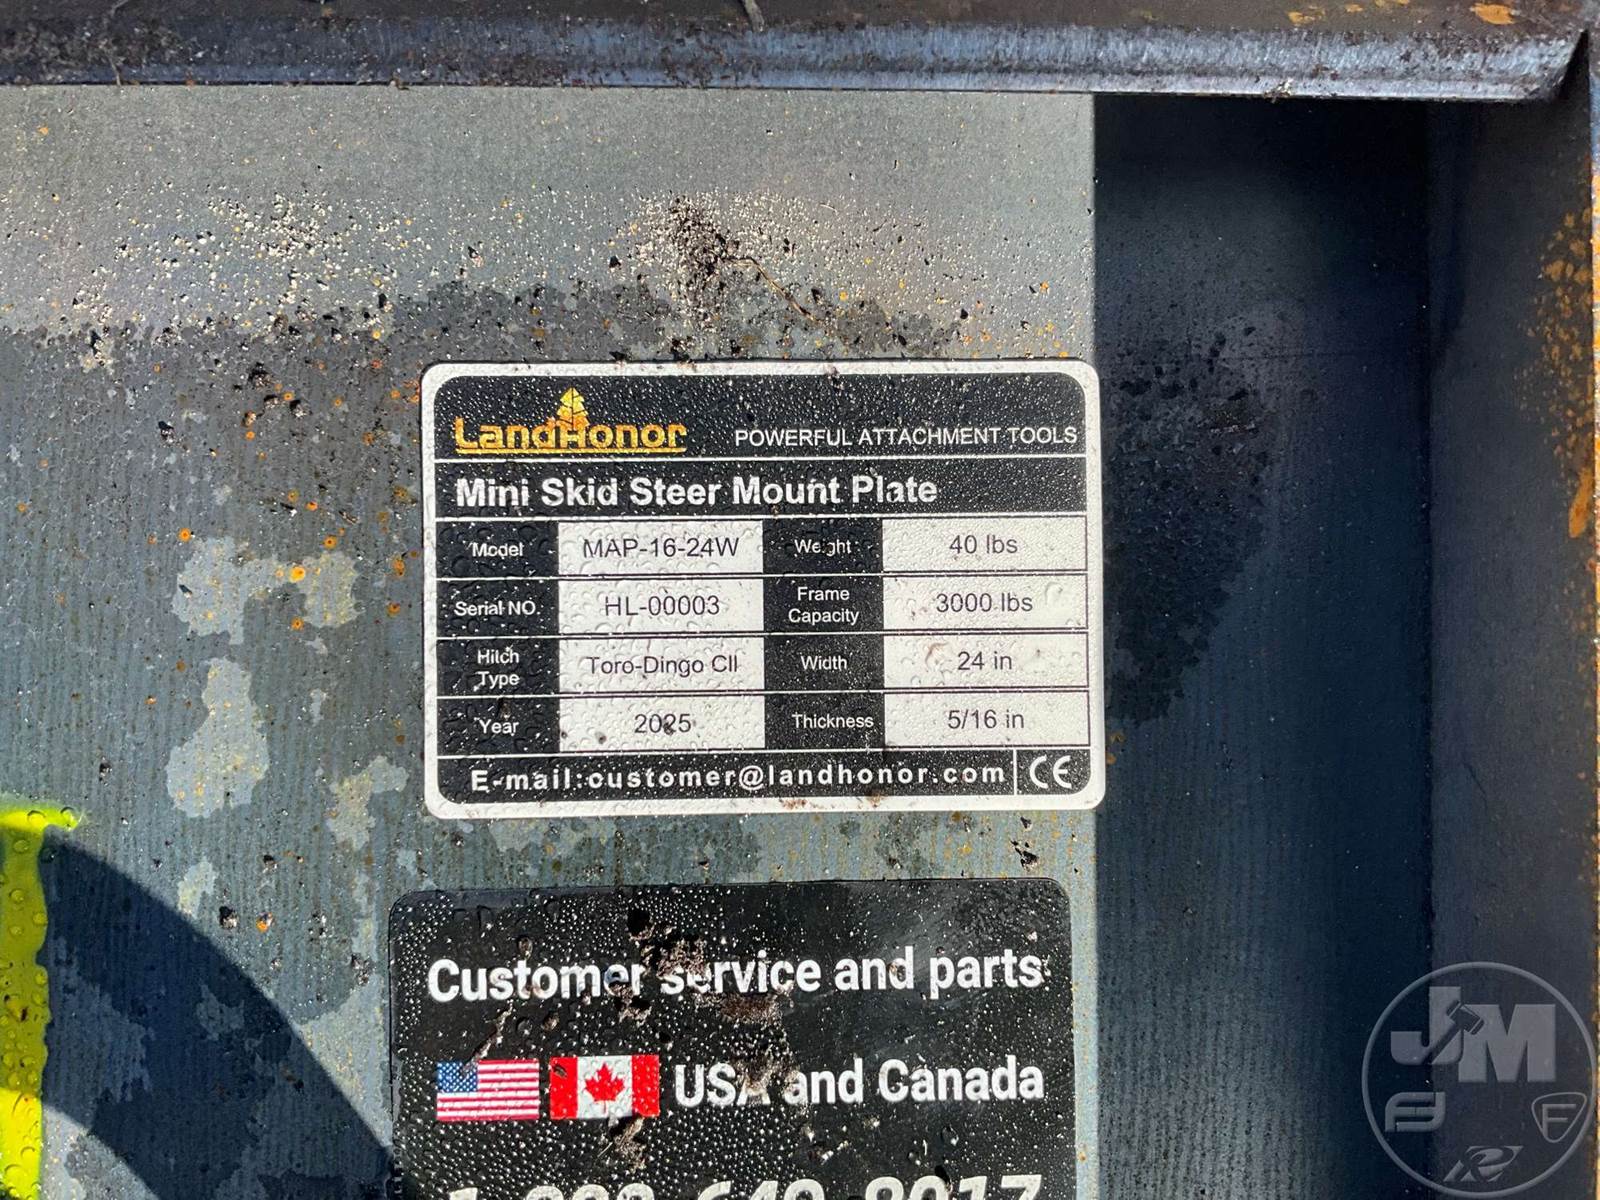 LandHonor POWERFUL ATTACHMENT TOOLS
Mini Skid Steer Mount Plate
Model MAP-16-24W Weight 40 lbs
Serial NO. HL-00003 Frame Capacity 3000 lbs
Hitch Type Toro-Dingo CII Width 24 in
Year 2025 Thickness 5/16 in
E-mail:customer@landhonor.com CE
Customer service and parts
USA and Canada
JM
F